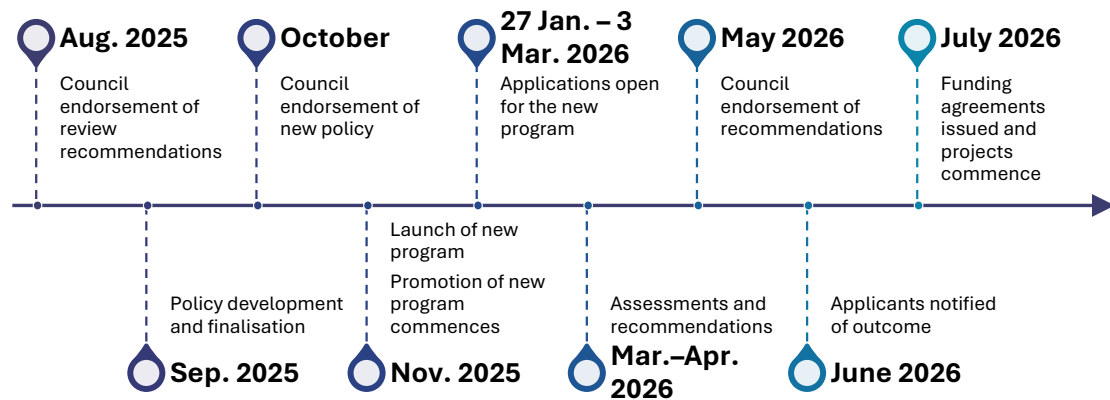 Aug. 2025
Council
endorsement of
review
recommendations
October
Council
endorsement of
new policy
27 Jan. – 3
Mar. 2026
Applications open
for the new
program
May 2026
Council
endorsement of
recommendations
July 2026
Funding
agreements
issued and
projects
commence
Policy development
and finalisation
Sep. 2025
Launch of new
program
Promotion of new
program
commences
Nov. 2025
Assessments and
recommendations
Mar.–Apr.
2026
Applicants notified
of outcome
June 2026